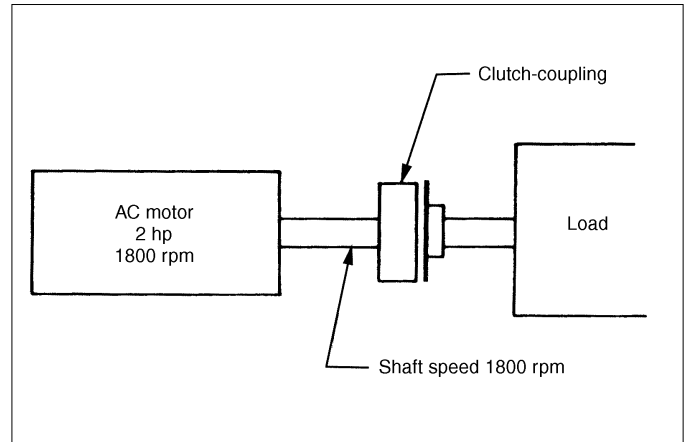 Clutch-coupling
AC motor
2 hp
1800 rpm
Load
Shaft speed 1800 rpm